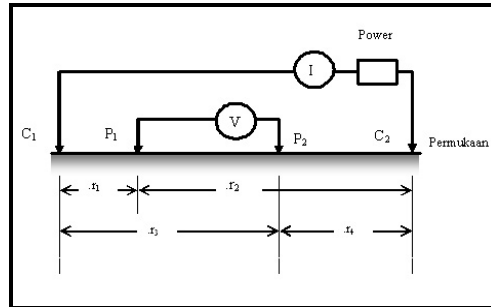 Power
I
V
C₁
P₁
P₂
C₂
Permukaan
.r₁
.r₂
.r₃
.r₄